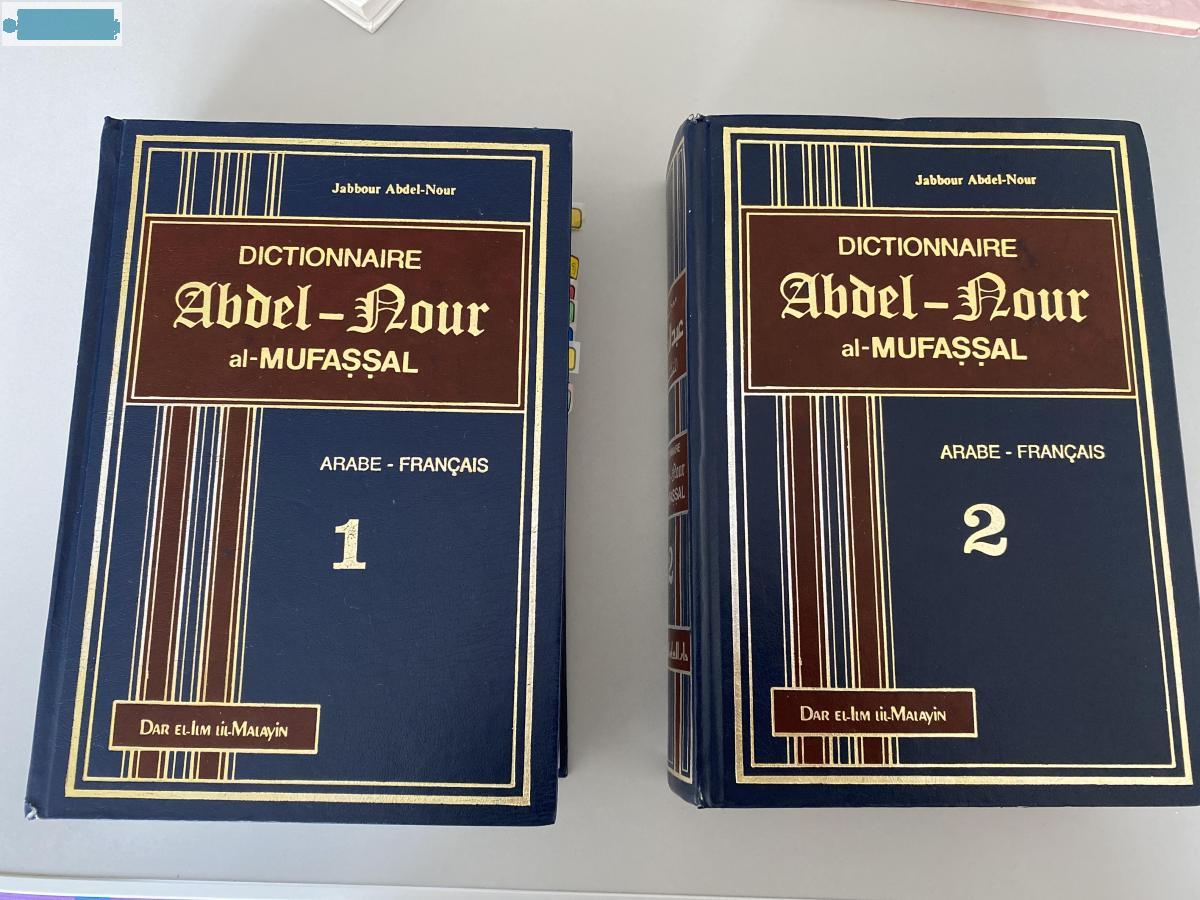 Jabbour Abdel-Nour
DICTIONNAIRE
Abdel-Nour
al-MUFAṢṢAL
ARABE - FRANÇAIS
1
DAR EL-ILM LIL-MALAYIN
Jabbour Abdel-Nour
DICTIONNAIRE
Abdel-Nour
al-MUFAṢṢAL
ARABE - FRANÇAIS
2
DAR EL-ILM LIL-MALAYIN